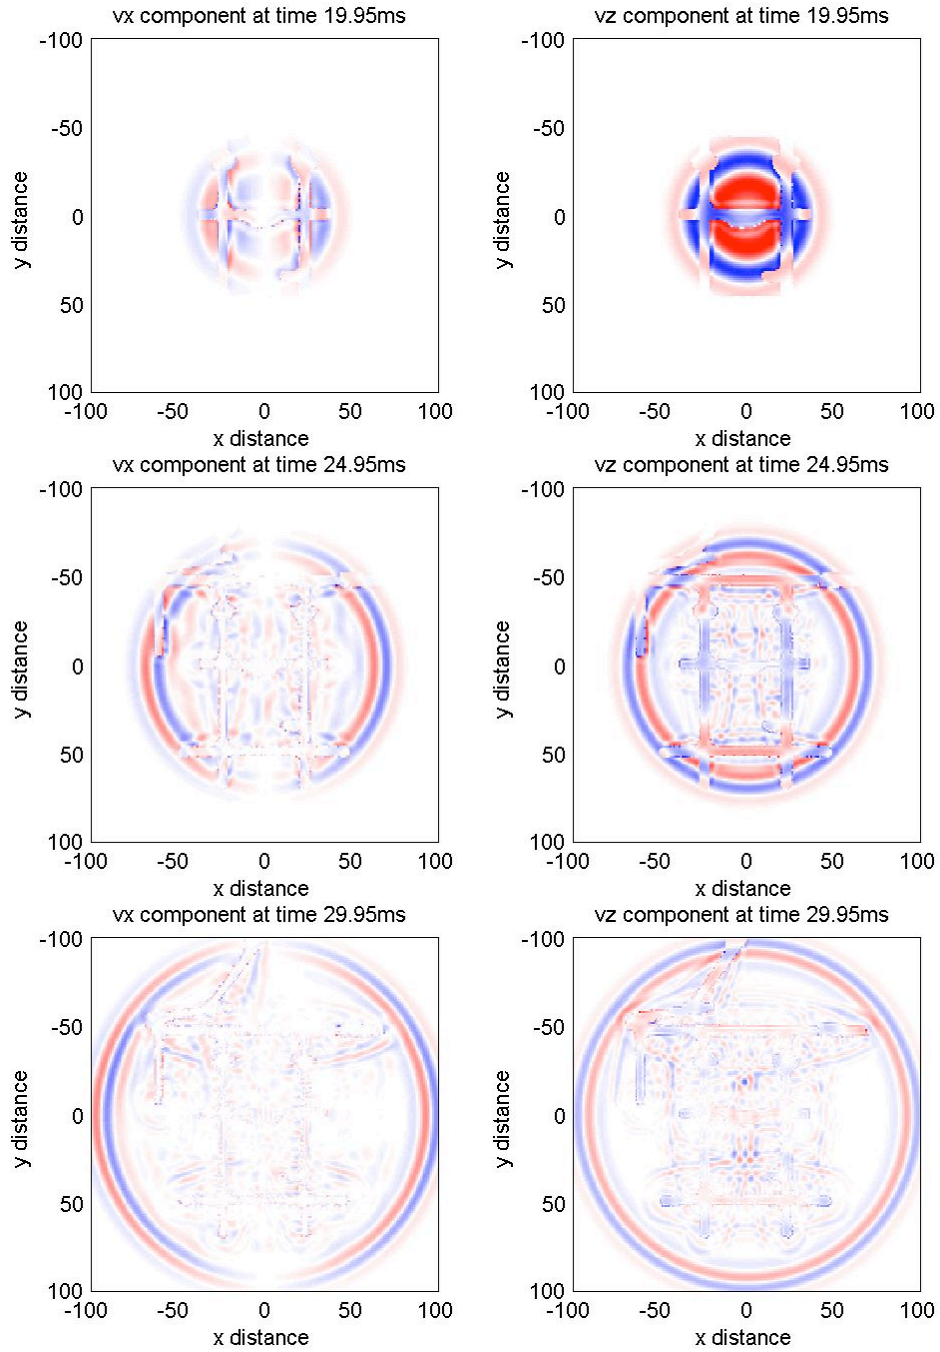 vx component at time 19.95ms
vz component at time 19.95ms
-100
-50
0
50
100
y distance
-100 -50 0 50 100
x distance
-100
-50
0
50
100
y distance
-100 -50 0 50 100
x distance
vx component at time 24.95ms
vz component at time 24.95ms
-100
-50
0
50
100
y distance
-100 -50 0 50 100
x distance
-100
-50
0
50
100
y distance
-100 -50 0 50 100
x distance
vx component at time 29.95ms
vz component at time 29.95ms
-100
-50
0
50
100
y distance
-100 -50 0 50 100
x distance
-100
-50
0
50
100
y distance
-100 -50 0 50 100
x distance